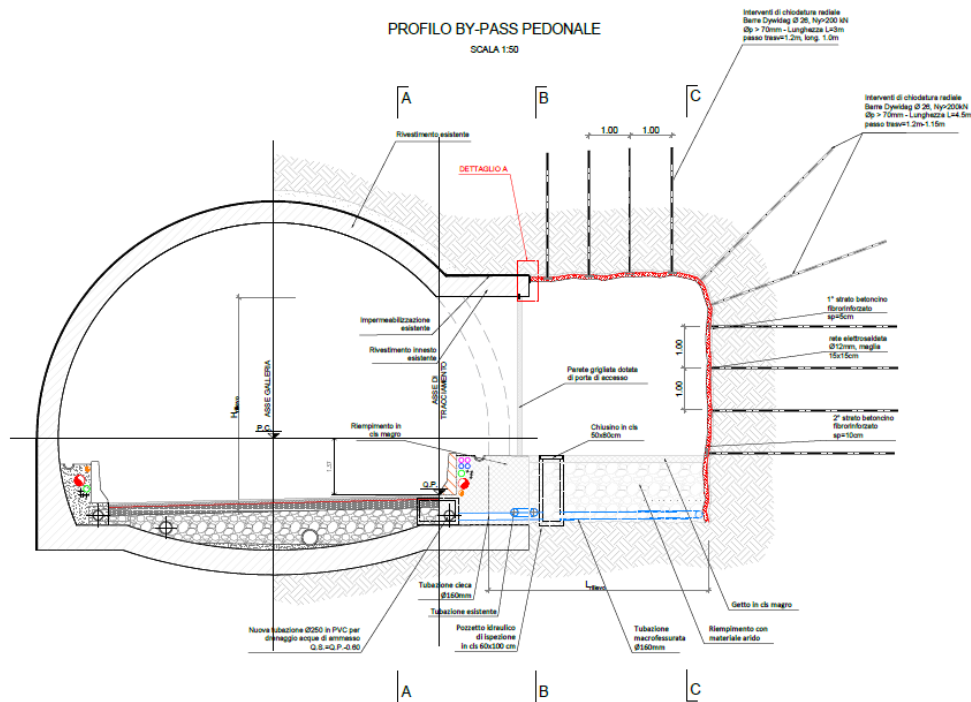 PROFILO BY-PASS PEDONALE
SCALA 1:50
Interventi di chiodatura radiale
Barre Dywidag Ø 26, Ny>200 kN
Øp > 70mm - Lunghezza L=3m
passo trasv=1.2m, long. 1.0m
Interventi di chiodatura radiale
Barre Dywidag Ø 26, Ny>200kN
Øp > 70mm - Lunghezza L=4.5m
passo trasv=1.2m-1.15m
A
B
C
Rivestimento esistente
1.00
1.00
DETTAGLIO A
Impermeabilizzazione
esistente
Rivestimento innesto
esistente
1° strato betoncino
fibrorinforzato
sp=5cm
rete elettrosaldata
Ø12mm, maglia
15x15cm
1.00
1.00
Parete grigliata dotata
di porta di accesso
ASSE GALLERIA
ASSE DI
TRACCIAMENTO
Hrilievo
P.C.
Riempimento in
cls magro
Chiusino in cls
50x80cm
2° strato betoncino
fibrorinforzato
sp=10cm
Q.P.
Tubazione cieca
Ø160mm
Lrilievo
Tubazione esistente
Getto in cls magro
Nuova tubazione Ø250 in PVC per
drenaggio acque di ammesso
Q.S.=Q.P.-0.60
Pozzetto idraulico
di ispezione
in cls 60x100 cm
Tubazione
macrofessurata
Ø160mm
Riempimento con
materiale arido
A
B
C